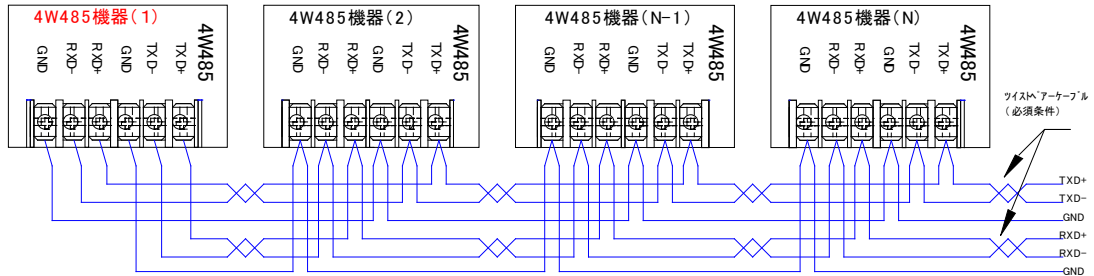 4W485機器(1)
GND RXD- RXD+ GND TXD- TXD+
4W485
4W485機器(2)
GND RXD- RXD+ GND TXD- TXD+
4W485
4W485機器(N-1)
GND RXD- RXD+ GND TXD- TXD+
4W485
4W485機器(N)
GND RXD- RXD+ GND TXD- TXD+
4W485
ツイストペアーケーブル
(必須条件)
TXD+
TXD-
GND
RXD+
RXD-
GND